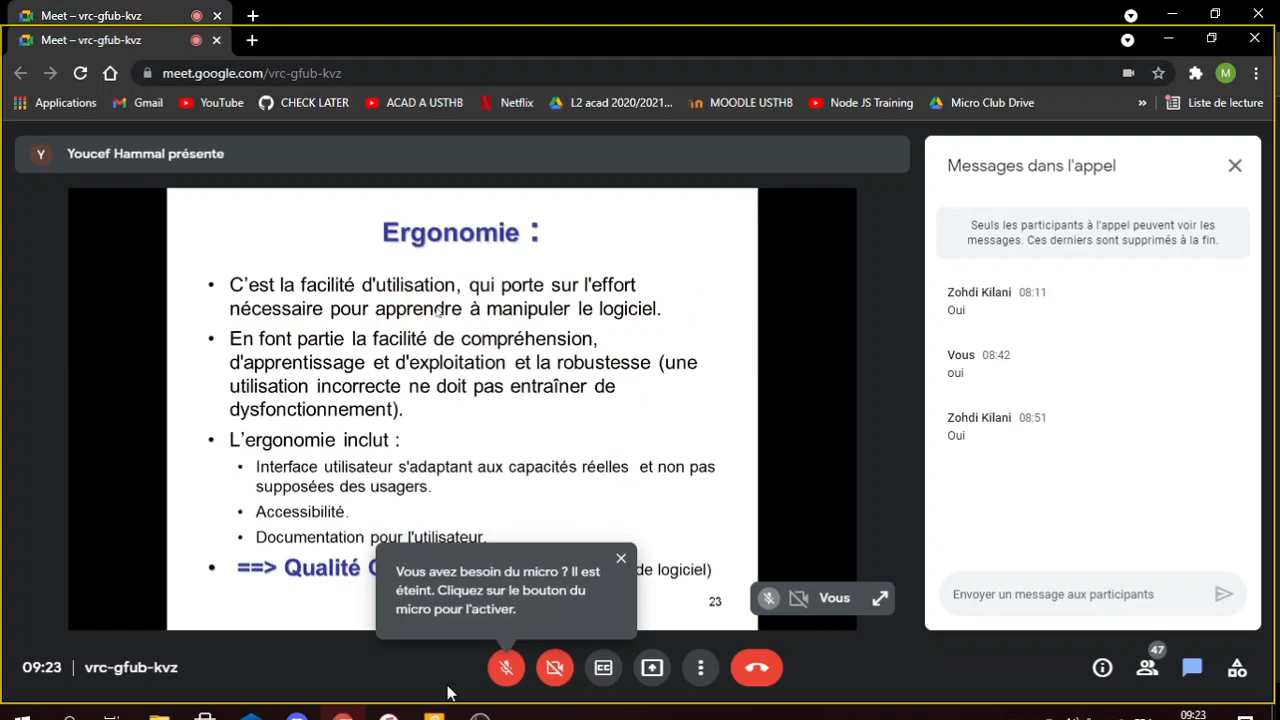 Meet – vrc-gfub-kvz
Meet – vrc-gfub-kvz
meet.google.com/vrc-gfub-kvz
M
Applications Gmail YouTube CHECK LATER ACAD A USTHB Netflix L2 acad 2020/2021... MOODLE USTHB Node JS Training Micro Club Drive » Liste de lecture
Y Youcef Hammal présente
Ergonomie :
• C'est la facilité d'utilisation, qui porte sur l'effort
nécessaire pour apprendre à manipuler le logiciel.
• En font partie la facilité de compréhension,
d'apprentissage et d'exploitation et la robustesse (une
utilisation incorrecte ne doit pas entraîner de
dysfonctionnement).
• L'ergonomie inclut :
• Interface utilisateur s'adaptant aux capacités réelles et non pas
supposées des usagers.
• Accessibilité.
• Documentation pour l'utilisateur.
• ==> Qualité de logiciel)
23
Vous avez besoin du micro ? Il est
éteint. Cliquez sur le bouton du
micro pour l'activer.
Vous
Messages dans l'appel
Seuls les participants à l'appel peuvent voir les
messages. Ces derniers sont supprimés à la fin.
Zohdi Kilani 08:11
Oui
Vous 08:42
oui
Zohdi Kilani 08:51
Oui
Envoyer un message aux participants
09:23 | vrc-gfub-kvz
47
09:23